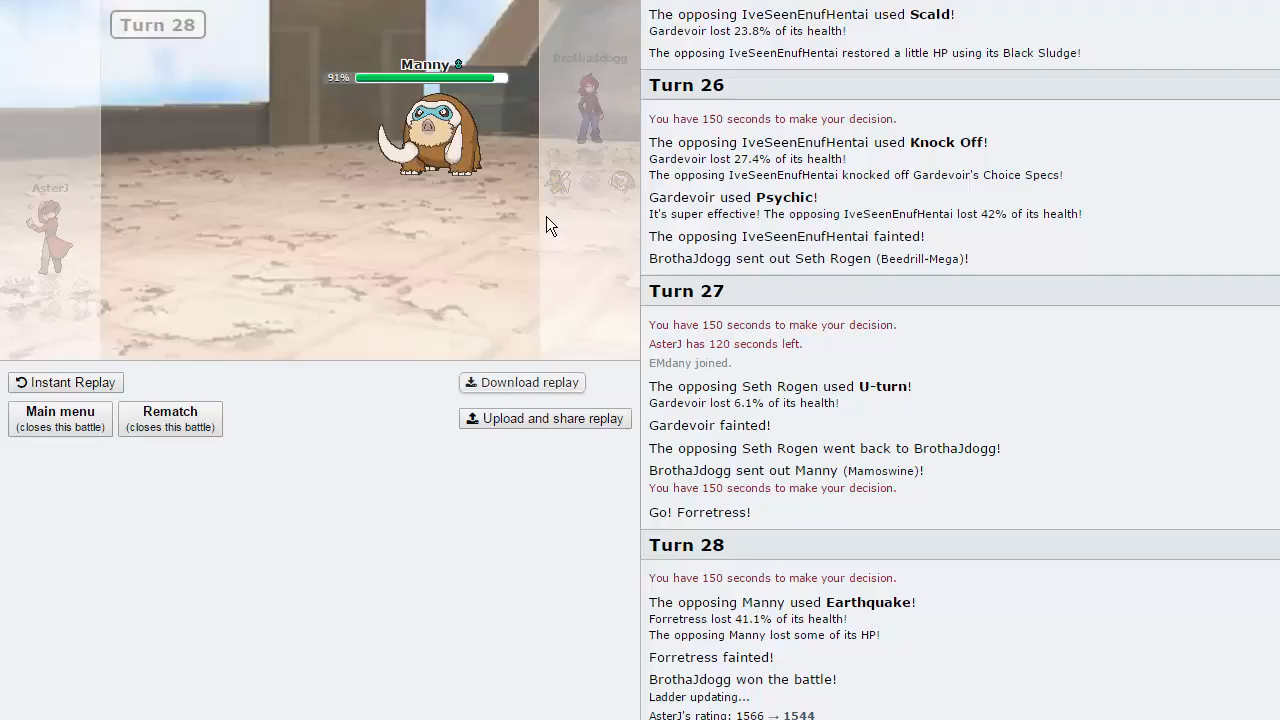 Turn 28
Manny
91%
BrothaJdogg
AsterJ
Instant Replay
Download replay
Main menu
(closes this battle)
Rematch
(closes this battle)
Upload and share replay
The opposing IveSeenEnufHentai used Scald!
Gardevoir lost 23.8% of its health!
The opposing IveSeenEnufHentai restored a little HP using its Black Sludge!
Turn 26
You have 150 seconds to make your decision.
The opposing IveSeenEnufHentai used Knock Off!
Gardevoir lost 27.4% of its health!
The opposing IveSeenEnufHentai knocked off Gardevoir's Choice Specs!
Gardevoir used Psychic!
It's super effective! The opposing IveSeenEnufHentai lost 42% of its health!
The opposing IveSeenEnufHentai fainted!
BrothaJdogg sent out Seth Rogen (Beedrill-Mega)!
Turn 27
You have 150 seconds to make your decision.
AsterJ has 120 seconds left.
EMdany joined.
The opposing Seth Rogen used U-turn!
Gardevoir lost 6.1% of its health!
Gardevoir fainted!
The opposing Seth Rogen went back to BrothaJdogg!
BrothaJdogg sent out Manny (Mamoswine)!
You have 150 seconds to make your decision.
Go! Forretress!
Turn 28
You have 150 seconds to make your decision.
The opposing Manny used Earthquake!
Forretress lost 41.1% of its health!
The opposing Manny lost some of its HP!
Forretress fainted!
BrothaJdogg won the battle!
Ladder updating...
AsterJ's rating: 1566 → 1544